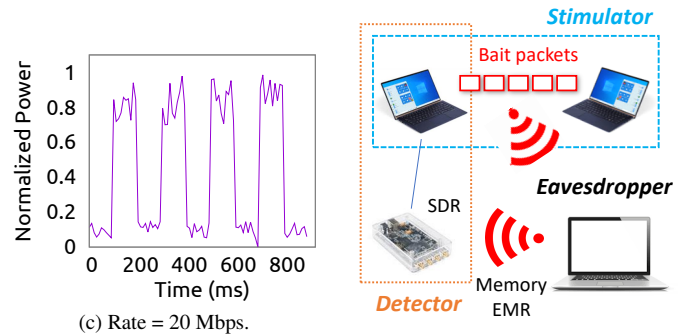 Normalized Power
1
0.8
0.6
0.4
0.2
0
0 200 400 600 800
Time (ms)
(c) Rate = 20 Mbps.
Stimulator
Bait packets
Eavesdropper
SDR
Memory
EMR
Detector